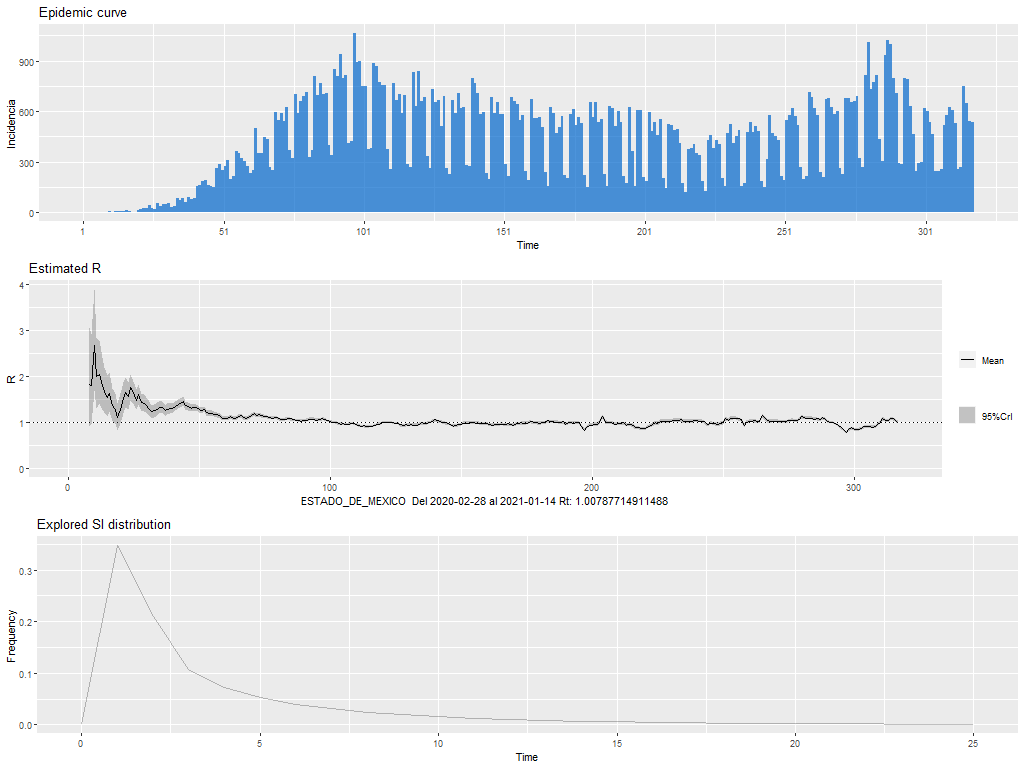 Epidemic curve
Incidencia
900
600
300
0
1
51
101
151
201
251
301
Time
Estimated R
R
4
3
2
1
0
0
100
200
300
Mean
95%CrI
ESTADO_DE_MEXICO Del 2020-02-28 al 2021-01-14 Rt: 1.00787714911488
Explored SI distribution
Frequency
0.3
0.2
0.1
0.0
0
5
10
15
20
25
Time